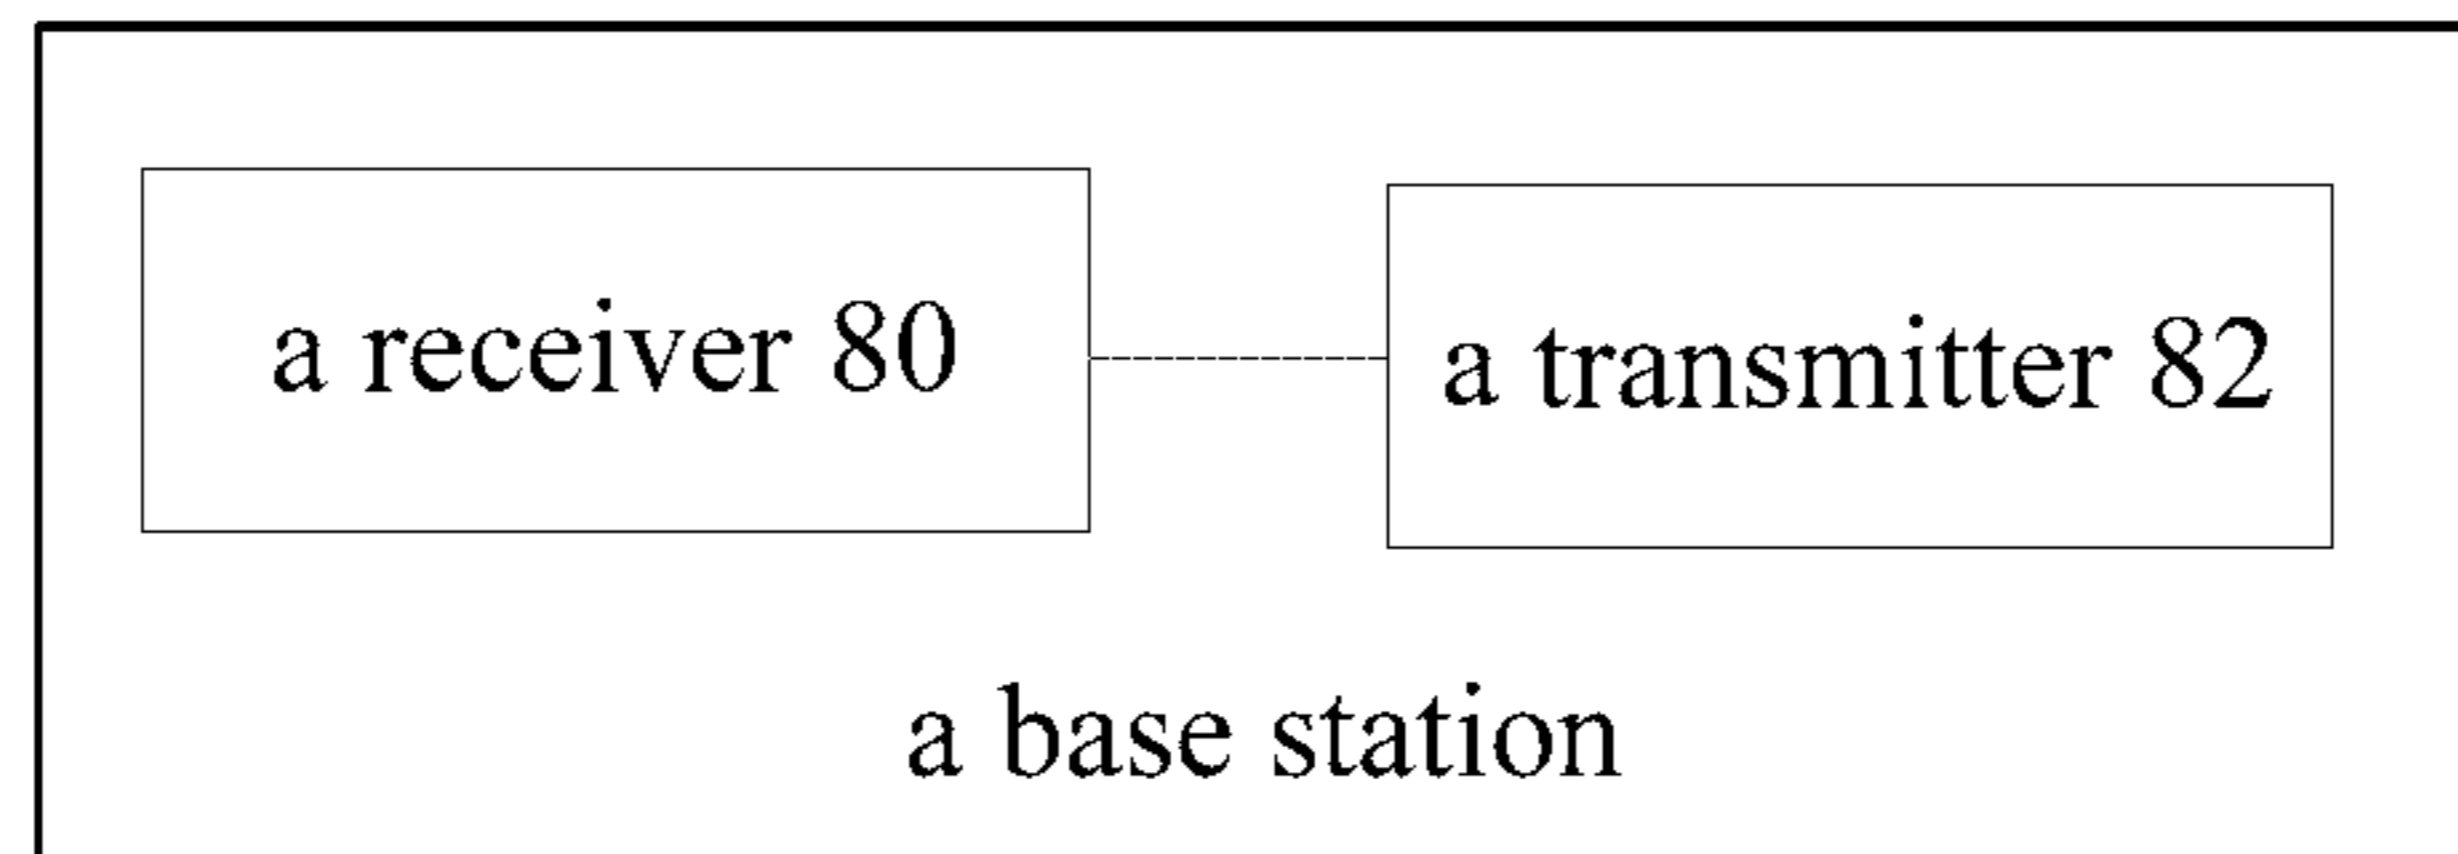 a receiver 80
a transmitter 82
a base station